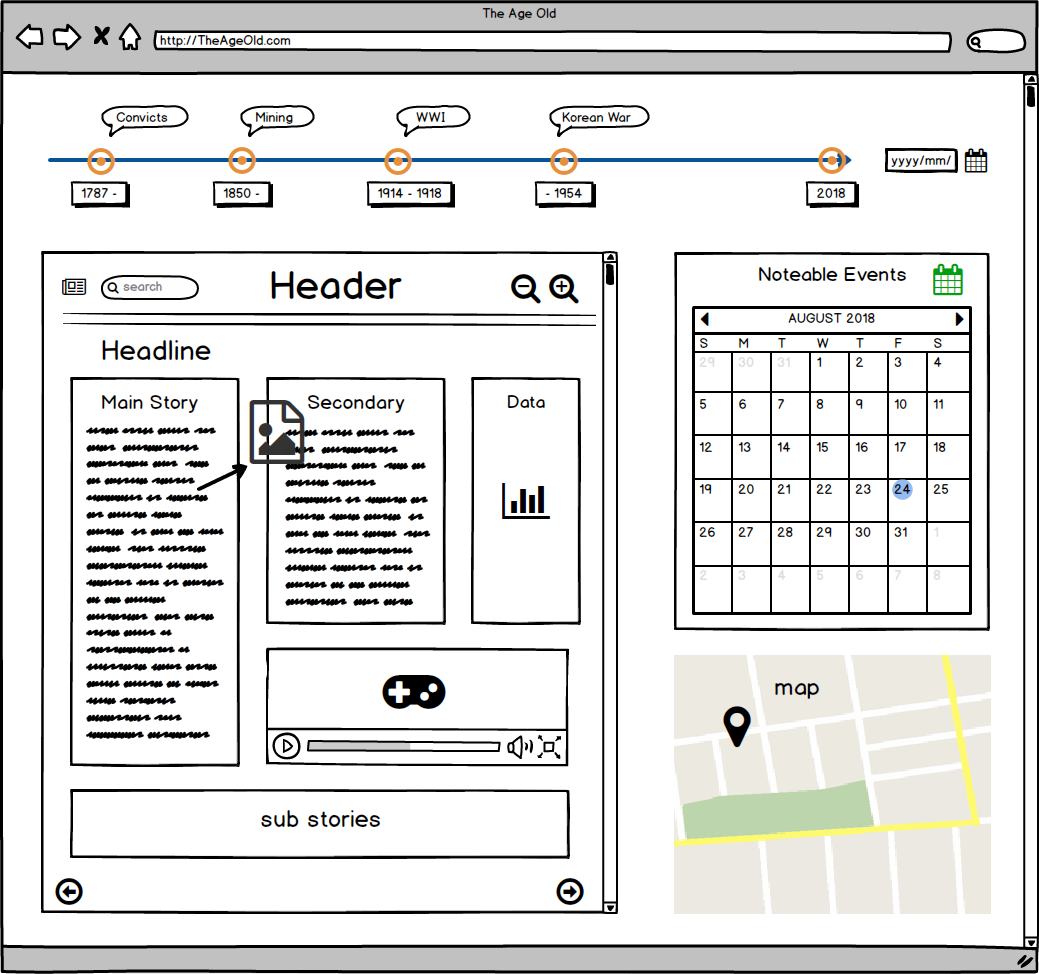 The Age Old
http://TheAgeOld.com
Convicts
Mining
WWI
Korean War
yyyy/mm/
1787 -
1850 -
1914 - 1918
- 1954
2018
search
Header
Headline
Main Story
Secondary
Data
sub stories
Noteable Events
AUGUST 2018
S M T W T F S
29 30 31 1 2 3 4
5 6 7 8 9 10 11
12 13 14 15 16 17 18
19 20 21 22 23 24 25
26 27 28 29 30 31 1
2 3 4 5 6 7 8
map